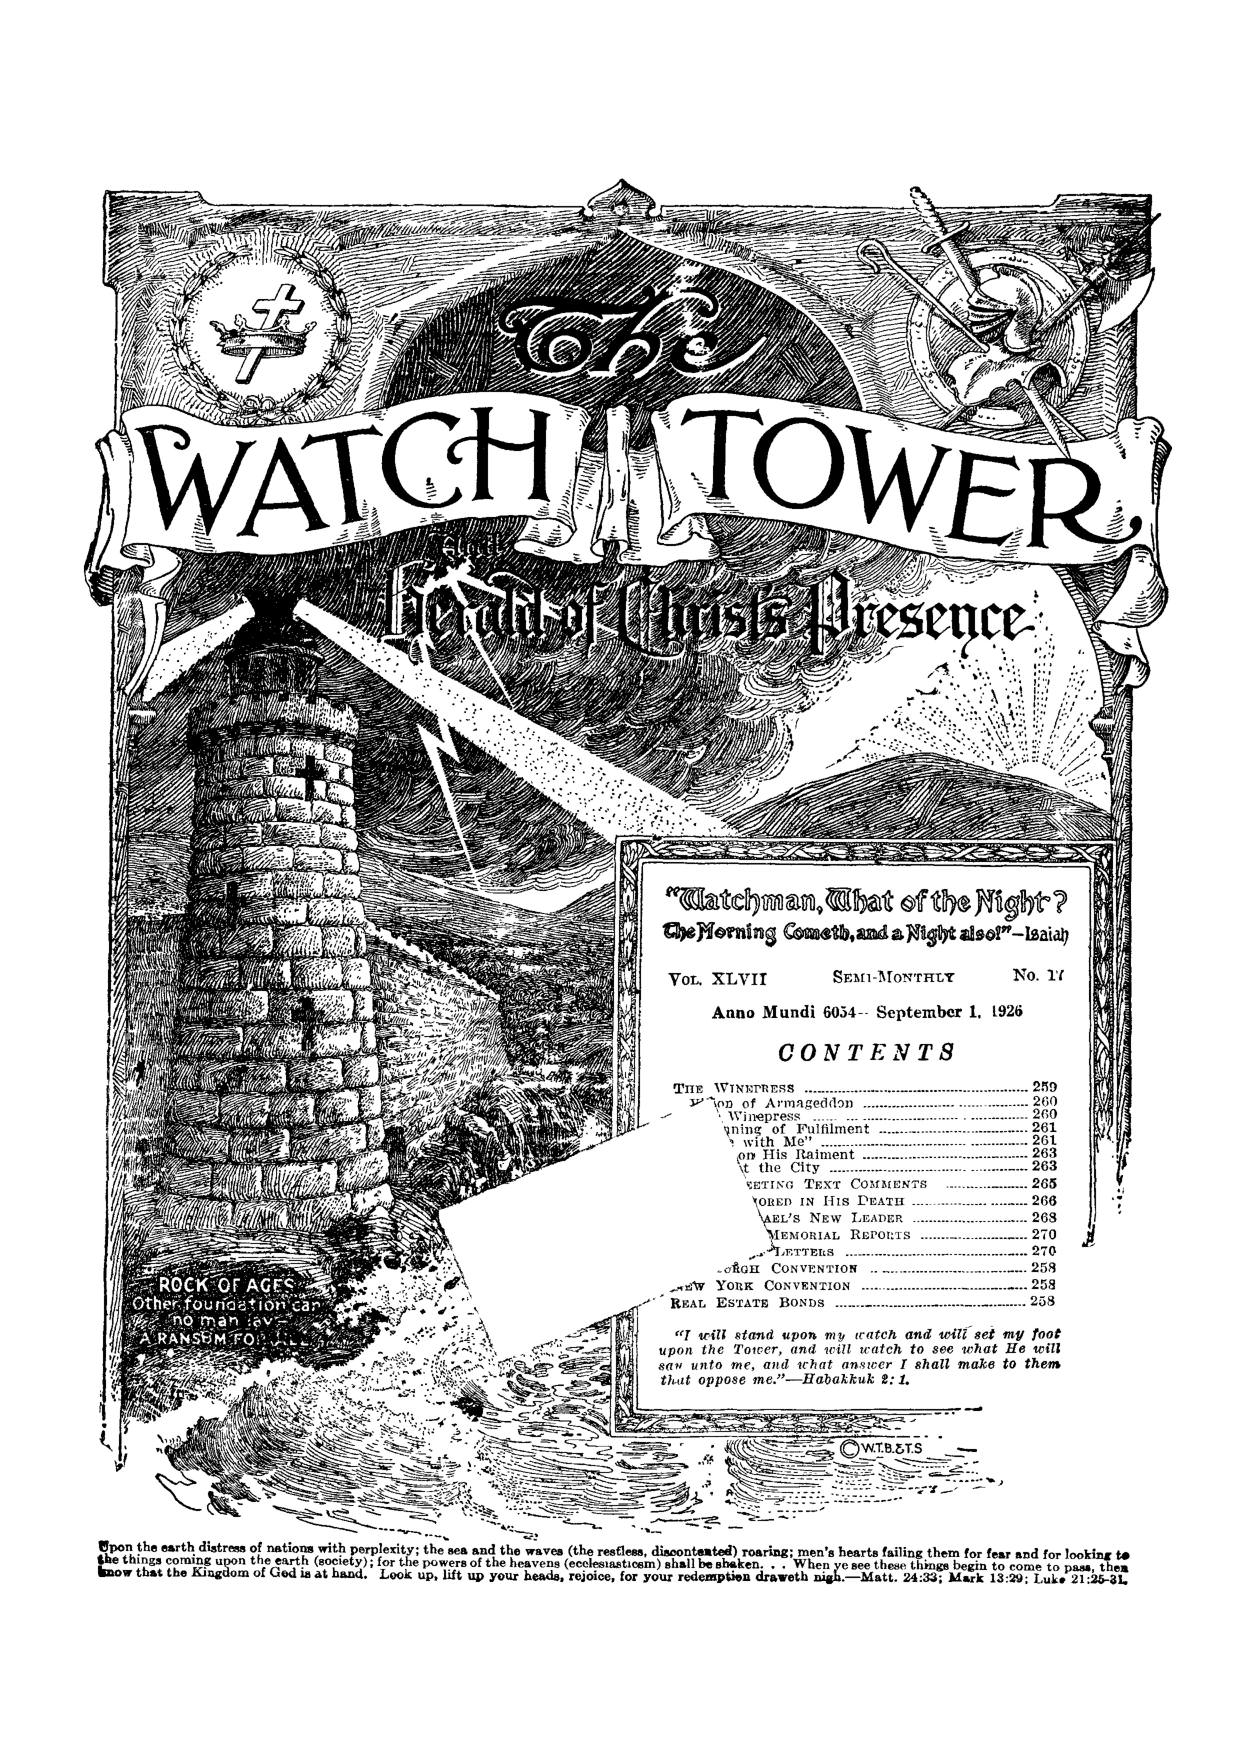 The
WATCH TOWER
And
Herald of Christ's Presence
"Watchman, What of the Night?
The Morning Cometh, and a Night also!"–Isaiah
VOL. XLVII SEMI-MONTHLY No. 17
Anno Mundi 6054-- September 1, 1926
CONTENTS
THE WINEPRESS 259
of Armageddon 260
Winepress 260
of Fulfilment 261
with Me" 261
on His Raiment 263
the City 263
TEXT COMMENTS 265
IN HIS DEATH 266
NEW LEADER 268
MEMORIAL REPORTS 270
LETTERS 270
CONVENTION 258
YORK CONVENTION 258
REAL ESTATE BONDS 258
"I will stand upon my watch and will set my foot
upon the Tower, and will watch to see what He will
say unto me, and what answer I shall make to them
that oppose me."—Habakkuk 2:1.
ROCK OF AGES
Other foundation can
no man lay
A RANSOM FOR ALL
© W.T.B.&T.S
Upon the earth distress of nations with perplexity; the sea and the waves (the restless, discontented) roaring; men's hearts failing them for fear and for looking to
the things coming upon the earth (society); for the powers of the heavens (ecclesiasticsm) shall be shaken. . . When ye see these things begin to come to pass, then
know that the Kingdom of God is at hand. Look up, lift up your heads, rejoice, for your redemption draweth nigh.—Matt. 24:33; Mark 13:29; Luke 21:25-31.